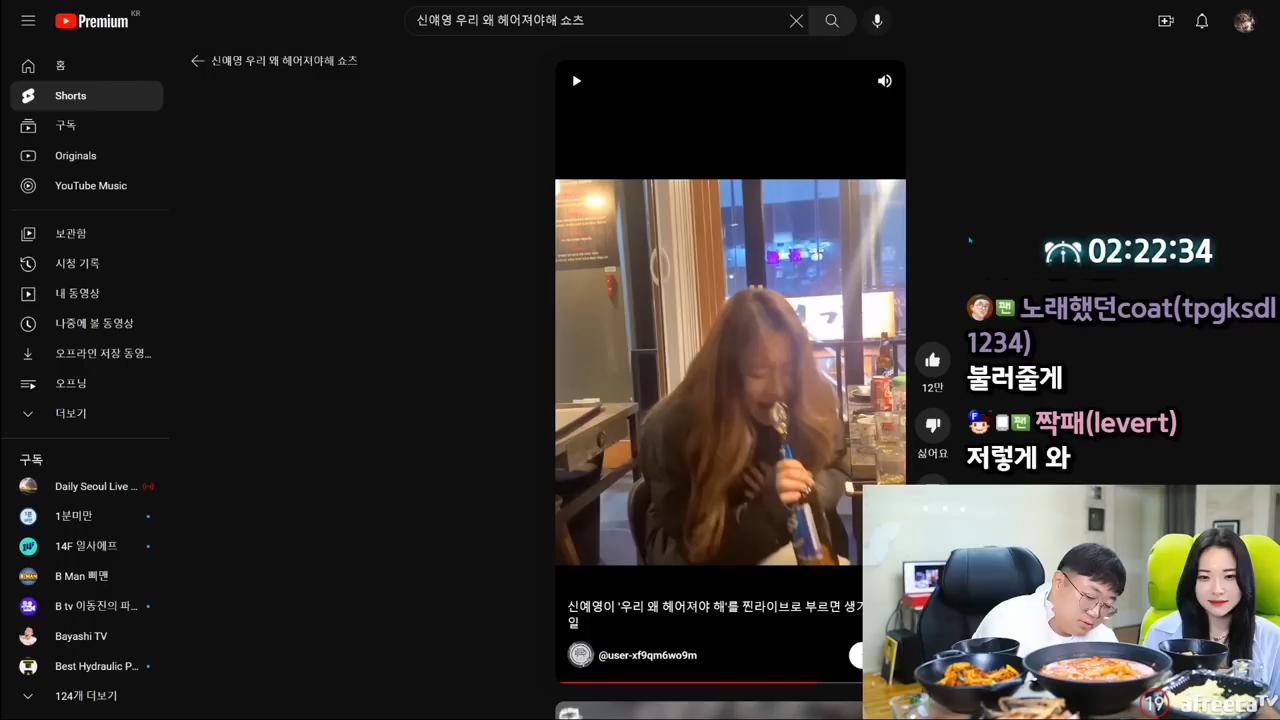 Premium KR
신얘영 우리 왜 헤어져야해 쇼츠
신얘영 우리 왜 헤어져야해 쇼츠
홈
Shorts
구독
Originals
YouTube Music
보관함
시청 기록
내 동영상
나중에 볼 동영상
오프라인 저장 동영...
오프닝
더보기
구독
Daily Seoul Live ...
1분미만
14F 일사에프
B Man 삐맨
B tv 이동진의 파...
Bayashi TV
Best Hydraulic P...
124개 더보기
12만
싫어요
신예영이 '우리 왜 헤어져야 해'를 찐라이브로 부르면 생기
일
@user-xf9qm6wo9m
02:22:34
팬 노래했던coat(tpgksdl
1234)
불러줄게
F 팬 짝패(levert)
저렇게 와
19 afreecaTV